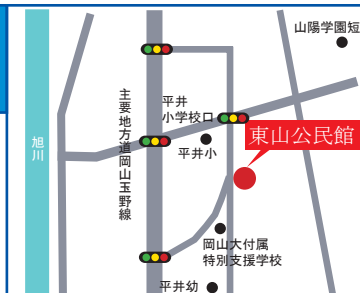 山陽学園短
主要地方道岡山玉野線
平井
小学校口
旭川
平井小
東山公民館
岡山大付属
特別支援学校
平井幼